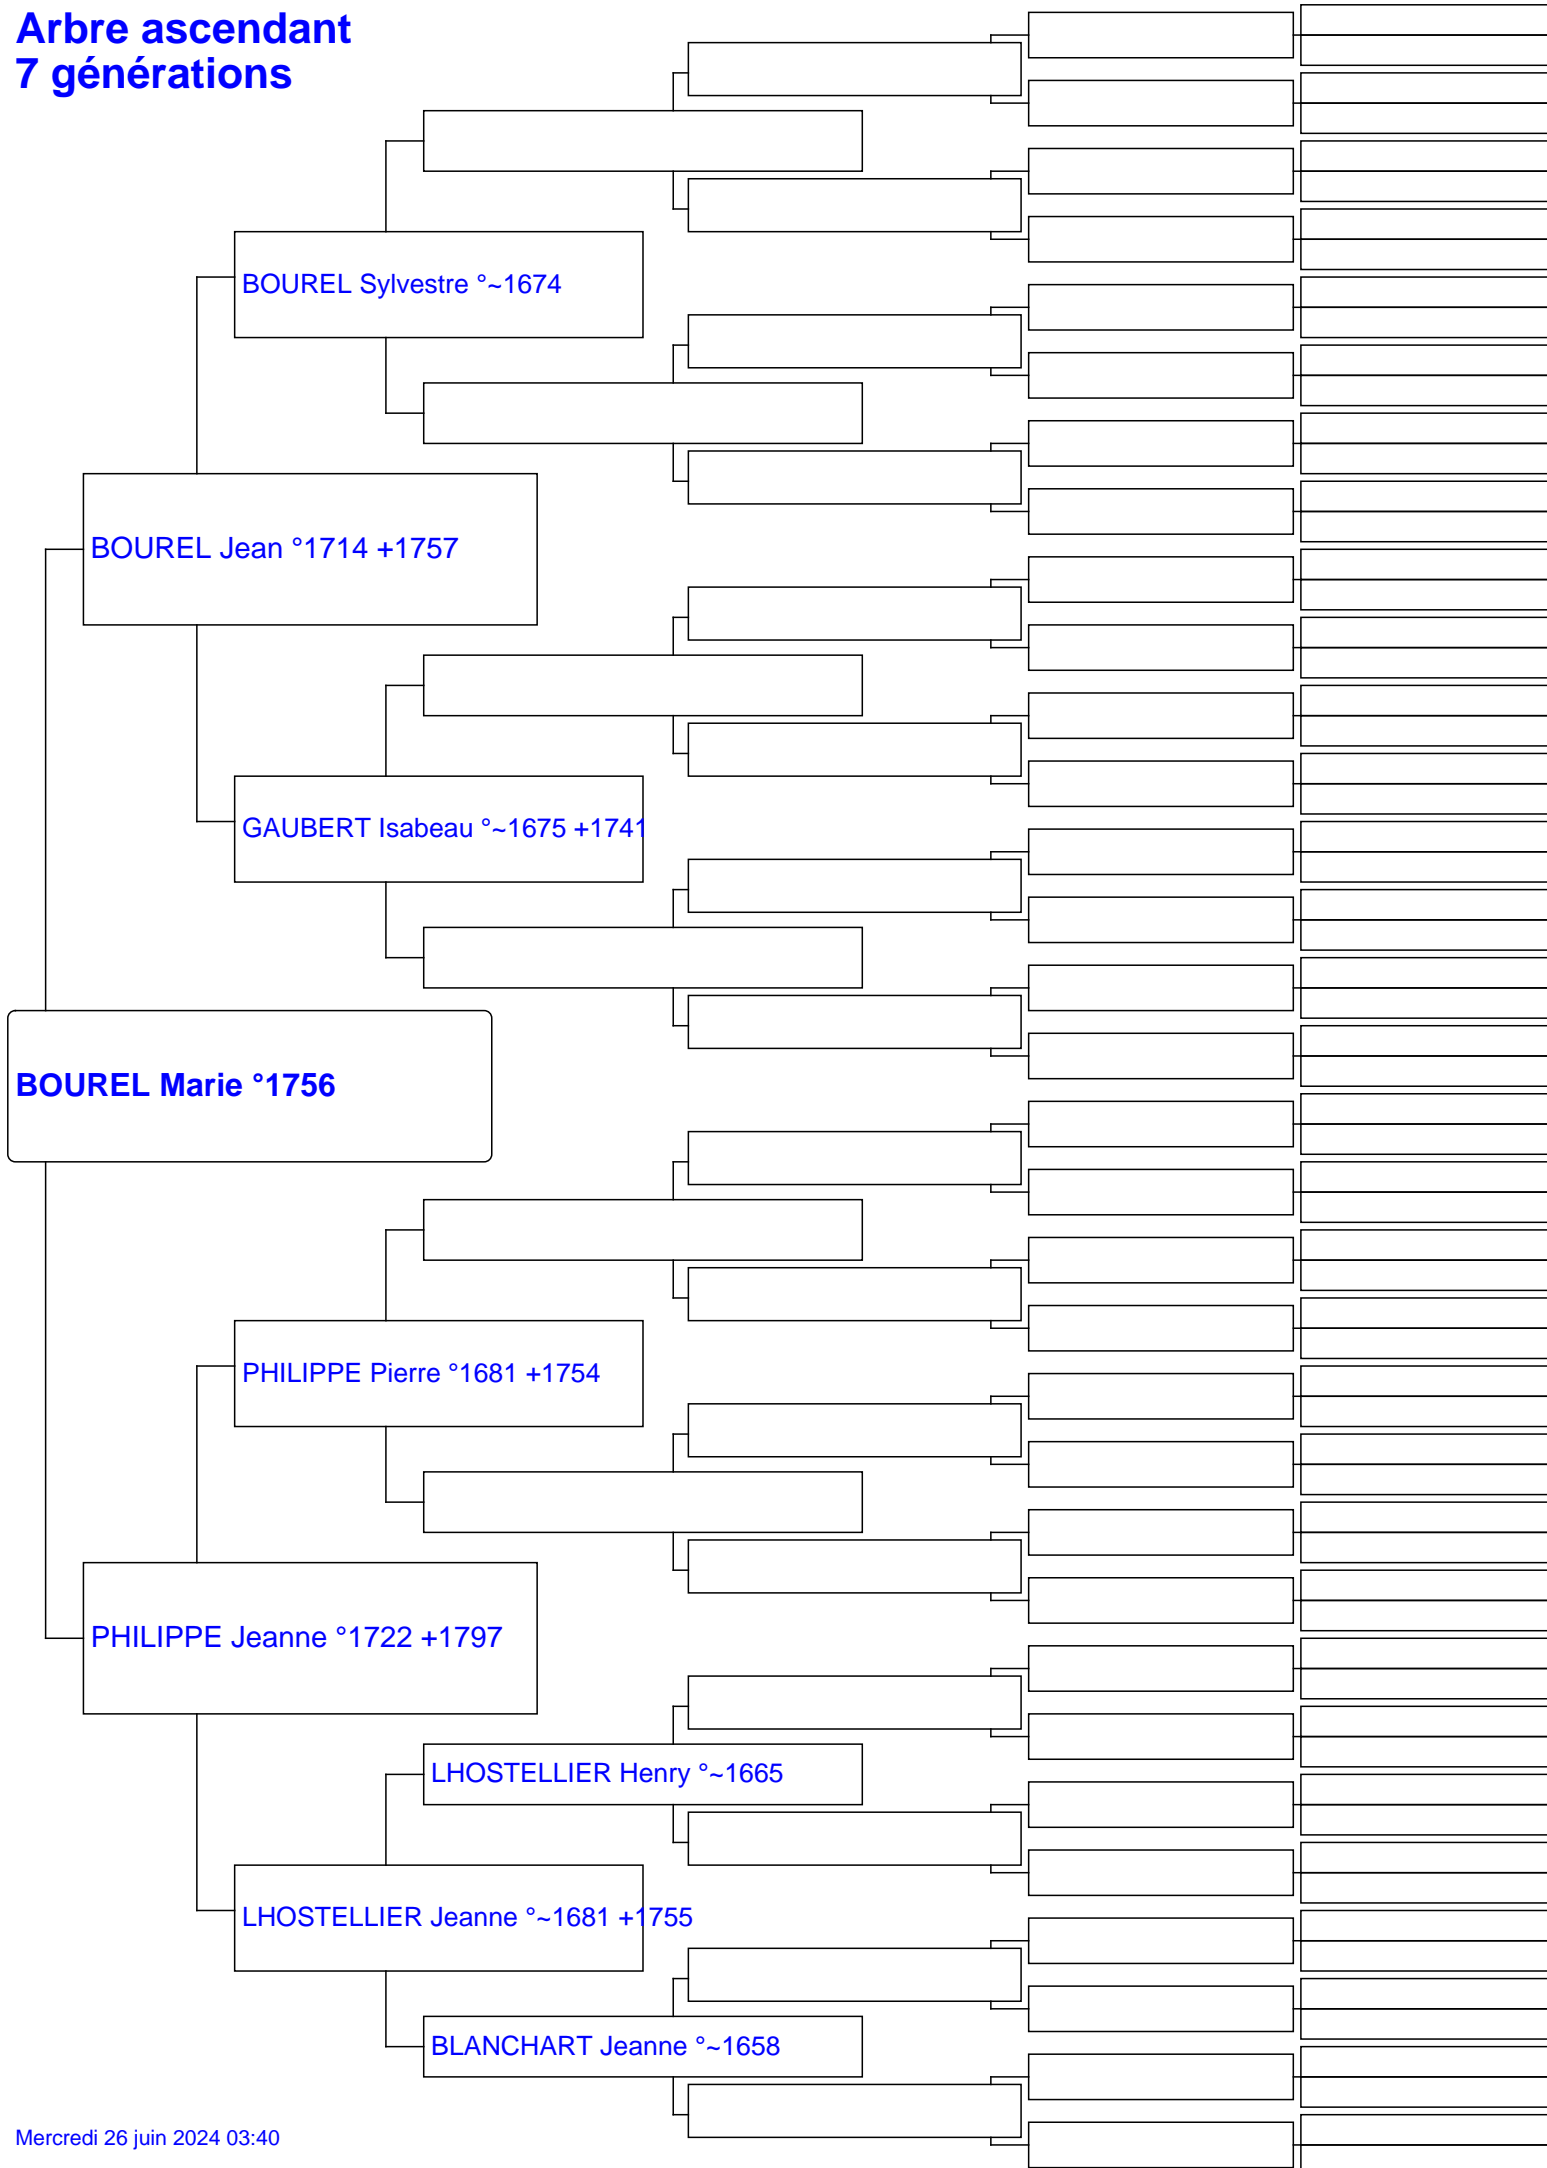 Arbre ascendant
7 générations
BOUREL Sylvestre °~1674
BOUREL Jean °1714 +1757
GAUBERT Isabeau °~1675 +1741
BOUREL Marie °1756
PHILIPPE Pierre °1681 +1754
PHILIPPE Jeanne °1722 +1797
LHOSTELLIER Henry °~1665
LHOSTELLIER Jeanne °~1681 +1755
BLANCHART Jeanne °~1658
Mercredi 26 juin 2024 03:40